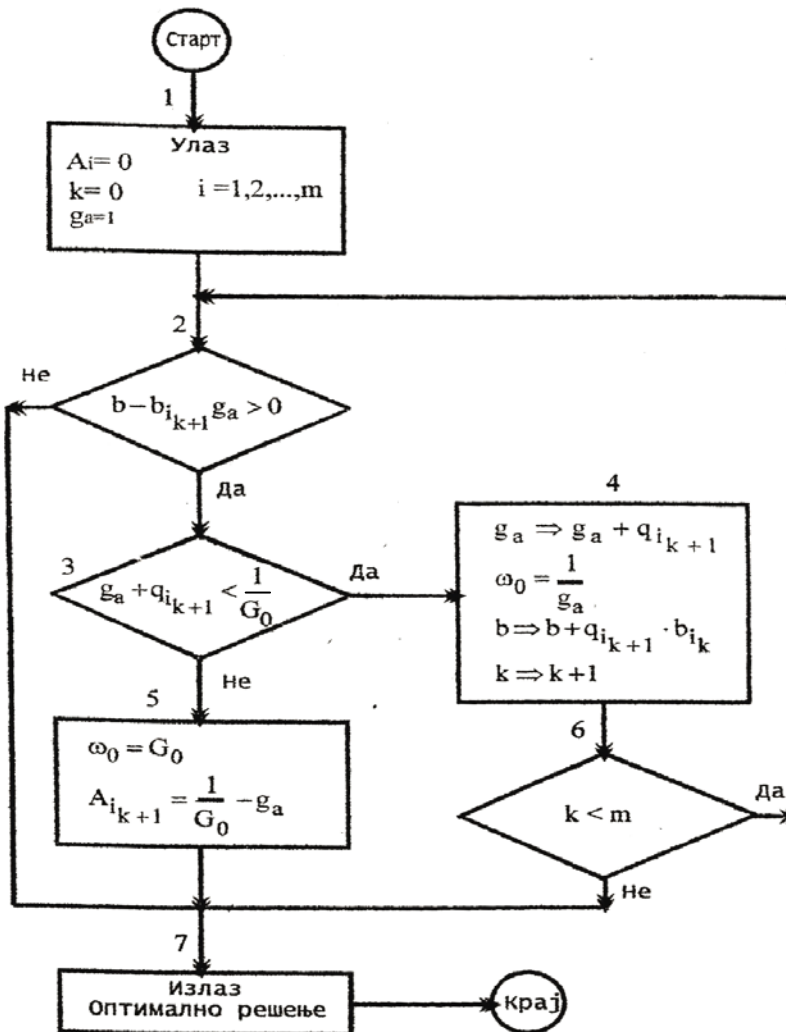 Старт
1
Улаз
Ai= 0
k= 0 i =1,2,...,m
ga=1
2
не
b − b_{i_{k+1}} g_a > 0
да
3
g_a + q_{i_{k+1}} < 1/G_0
да
не
4
g_a ⇒ g_a + q_{i_{k+1}}
ω_0 = 1/g_a
b ⇒ b + q_{i_{k+1}} · b_{i_k}
k ⇒ k+1
5
ω_0 = G_0
A_{i_{k+1}} = 1/G_0 − g_a
6
k < m
да
не
7
Излаз
Оптимално решење
Крај